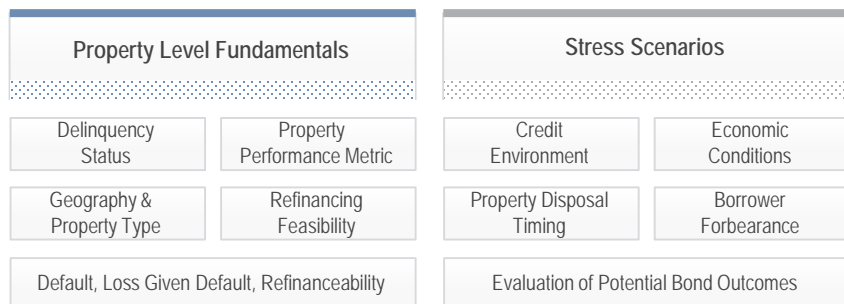 Property Level Fundamentals
Stress Scenarios
Delinquency
Status
Property
Performance Metric
Credit
Environment
Economic
Conditions
Geography &
Property Type
Refinancing
Feasibility
Property Disposal
Timing
Borrower
Forbearance
Default, Loss Given Default, Refinanceability
Evaluation of Potential Bond Outcomes